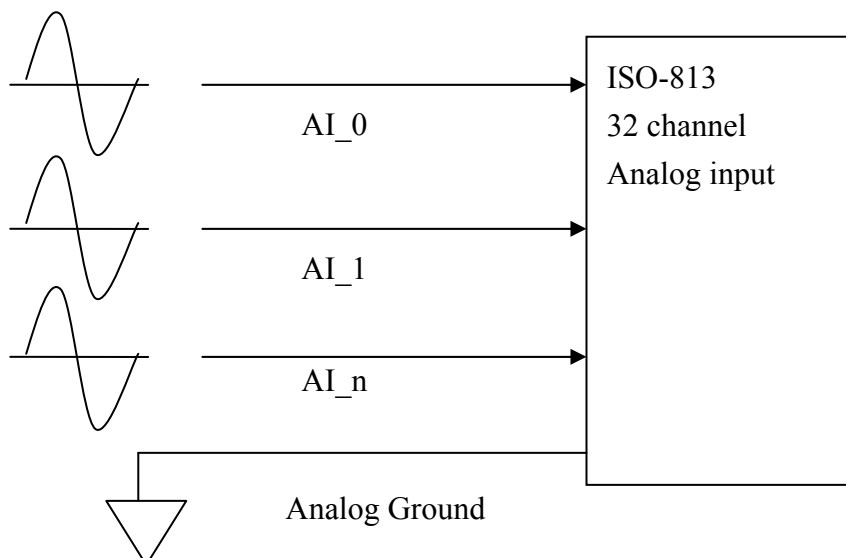 ISO-813
32 channel
Analog input
AI_0
AI_1
AI_n
Analog Ground